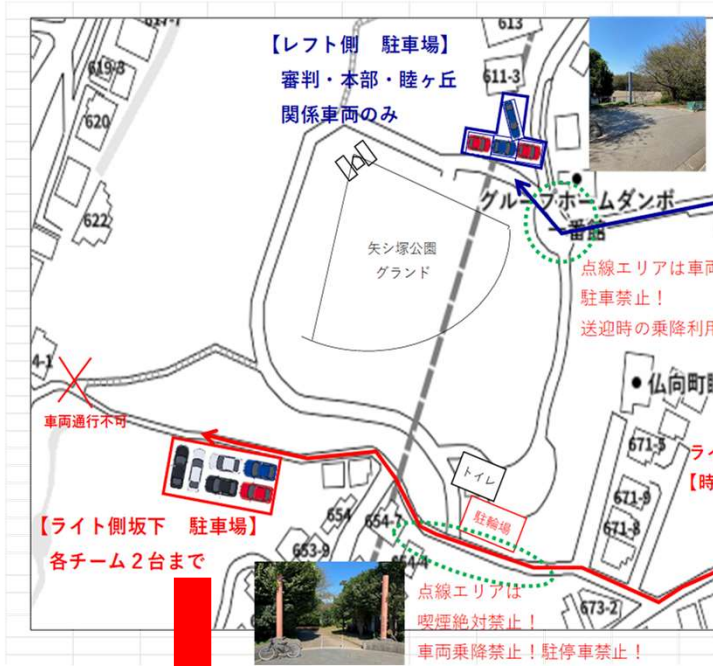 613
617-7
【レフト側 駐車場】
審判・本部・睦ヶ丘
関係車両のみ
611-3
619-3
620
622
グループホームダンボ
一番館
矢シ塚公園
グランド
点線エリアは車両
駐車禁止!
送迎時の乗降利用
4-1
車両通行不可
仏向町
671-5
ライ
【時
671-9
671-8
トイレ
駐輪場
654
654-7
653-9
【ライト側坂下 駐車場】
各チーム2台まで
673-2
点線エリアは
喫煙絶対禁止!
車両乗降禁止!駐停車禁止!